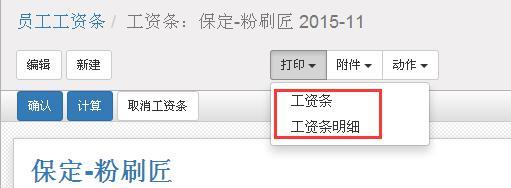 员工工资条 / 工资条：保定-粉刷匠 2015-11
编辑 新建 打印 附件 动作
工资条
工资条明细
确认 计算 取消工资条
保定-粉刷匠